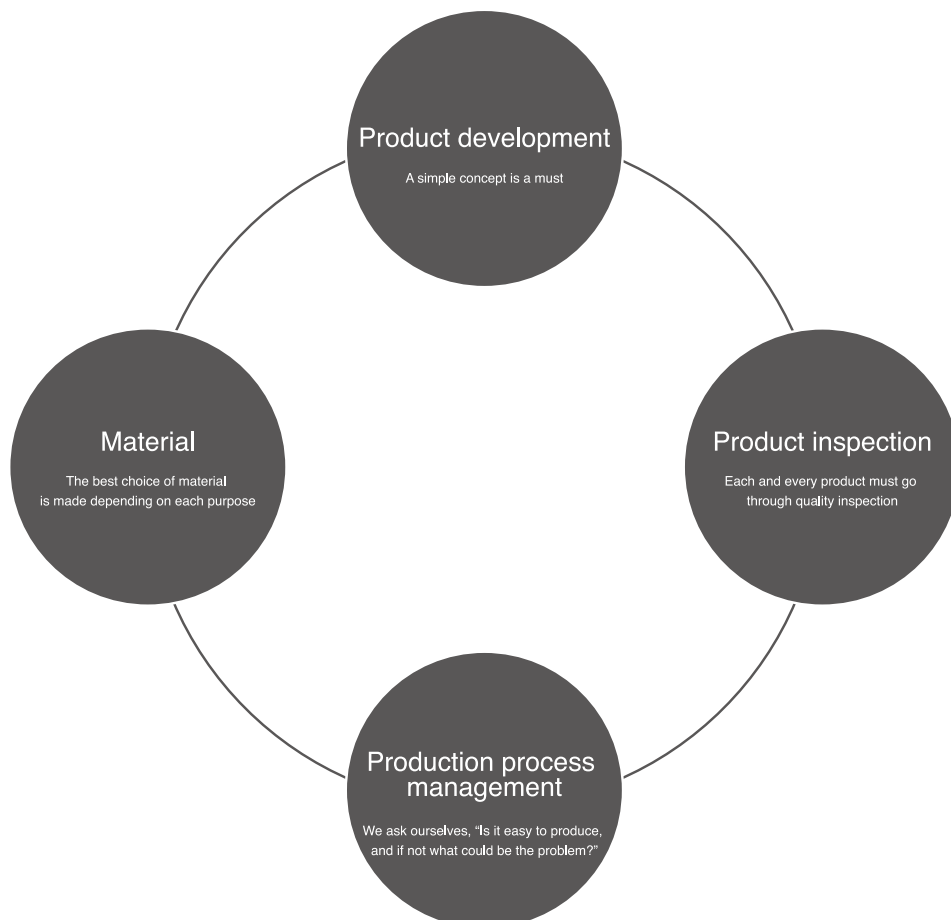 Product development
A simple concept is a must
Material
The best choice of material
is made depending on each purpose
Product inspection
Each and every product must go
through quality inspection
Production process
management
We ask ourselves, “Is it easy to produce,
and if not what could be the problem?”